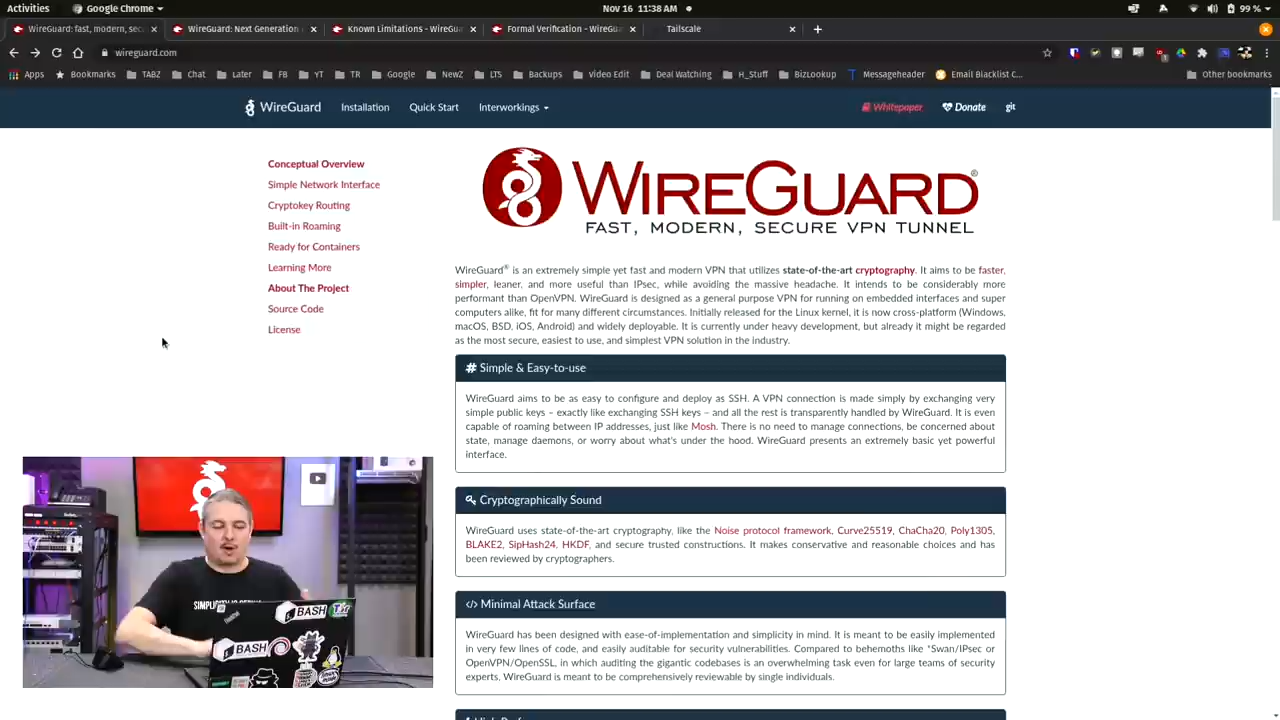 Activities
Google Chrome
Nov 16 11:38 AM
99 %
WireGuard: fast, modern, sec
WireGuard: Next Generation
Known Limitations - WireGua
Formal Verification - WireGu
Tailscale
wireguard.com
Apps
Bookmarks
TABZ
Chat
Later
FB
YT
TR
Google
NewZ
LTS
Backups
Video Edit
Deal Watching
H_Stuff
BizLookup
Messageheader
Email Blacklist C...
Other bookmarks
WireGuard
Installation
Quick Start
Interworkings
Whitepaper
Donate
git
Conceptual Overview
Simple Network Interface
Cryptokey Routing
Built-in Roaming
Ready for Containers
Learning More
About The Project
Source Code
License
WIREGUARD®
FAST, MODERN, SECURE VPN TUNNEL
WireGuard® is an extremely simple yet fast and modern VPN that utilizes state-of-the-art cryptography. It aims to be faster,
simpler, leaner, and more useful than IPsec, while avoiding the massive headache. It intends to be considerably more
performant than OpenVPN. WireGuard is designed as a general purpose VPN for running on embedded interfaces and super
computers alike, fit for many different circumstances. Initially released for the Linux kernel, it is now cross-platform (Windows,
macOS, BSD, iOS, Android) and widely deployable. It is currently under heavy development, but already it might be regarded
as the most secure, easiest to use, and simplest VPN solution in the industry.
Simple & Easy-to-use
WireGuard aims to be as easy to configure and deploy as SSH. A VPN connection is made simply by exchanging very
simple public keys – exactly like exchanging SSH keys – and all the rest is transparently handled by WireGuard. It is even
capable of roaming between IP addresses, just like Mosh. There is no need to manage connections, be concerned about
state, manage daemons, or worry about what's under the hood. WireGuard presents an extremely basic yet powerful
interface.
Cryptographically Sound
WireGuard uses state-of-the-art cryptography, like the Noise protocol framework, Curve25519, ChaCha20, Poly1305,
BLAKE2, SipHash24, HKDF, and secure trusted constructions. It makes conservative and reasonable choices and has
been reviewed by cryptographers.
Minimal Attack Surface
WireGuard has been designed with ease-of-implementation and simplicity in mind. It is meant to be easily implemented
in very few lines of code, and easily auditable for security vulnerabilities. Compared to behemoths like *Swan/IPsec or
OpenVPN/OpenSSL, in which auditing the gigantic codebases is an overwhelming task even for large teams of security
experts, WireGuard is meant to be comprehensively reviewable by single individuals.
BASH
BASH